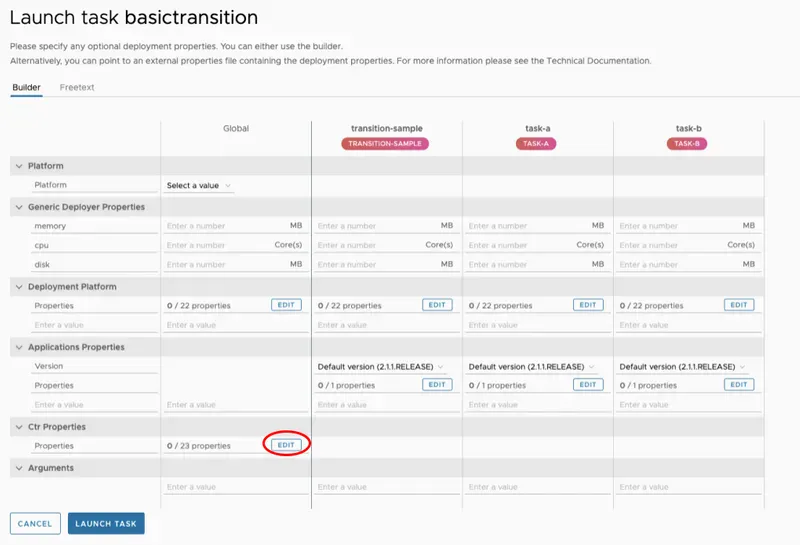 Launch task basictransition
Please specify any optional deployment properties. You can either use the builder.
Alternatively, you can point to an external properties file containing the deployment properties. For more information please see the Technical Documentation.
Builder Freetext
Global transition-sample task-a task-b
TRANSITION-SAMPLE TASK-A TASK-B
Platform
Platform Select a value
Generic Deployer Properties
memory Enter a number MB Enter a number MB Enter a number MB Enter a number MB
cpu Enter a number Core(s) Enter a number Core(s) Enter a number Core(s) Enter a number Core(s)
disk Enter a number MB Enter a number MB Enter a number MB Enter a number MB
Deployment Platform
Properties 0 / 22 properties EDIT 0 / 22 properties EDIT 0 / 22 properties EDIT 0 / 22 properties EDIT
Enter a value Enter a value Enter a value Enter a value Enter a value
Applications Properties
Version Default version (2.1.1.RELEASE) Default version (2.1.1.RELEASE) Default version (2.1.1.RELEASE)
Properties 0 / 1 properties EDIT 0 / 1 properties EDIT 0 / 1 properties EDIT
Enter a value Enter a value Enter a value Enter a value Enter a value
Ctr Properties
Properties 0 / 23 properties EDIT
Arguments
Enter a value Enter a value Enter a value Enter a value
CANCEL LAUNCH TASK